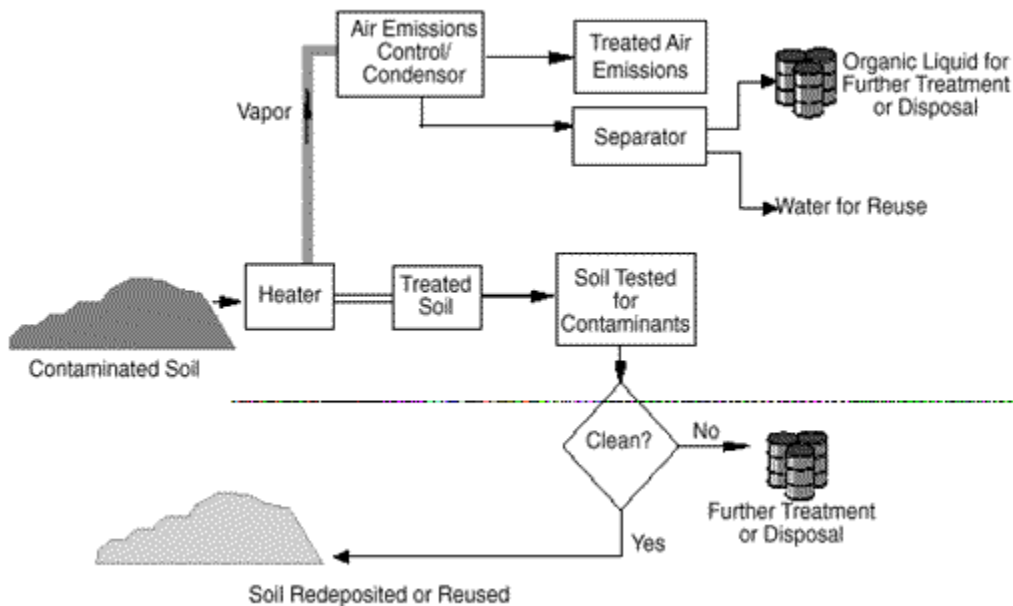 Air Emissions
Control/
Condensor
Treated Air
Emissions
Organic Liquid for
Further Treatment
or Disposal
Vapor
Separator
Water for Reuse
Heater
Treated
Soil
Soil Tested
for
Contaminants
Contaminated Soil
Clean?
No
Further Treatment
or Disposal
Yes
Soil Redeposited or Reused